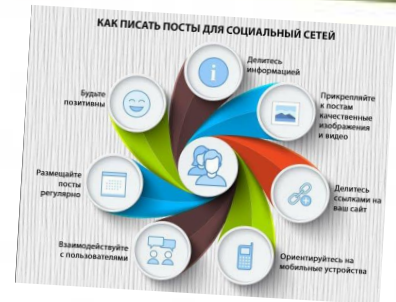 КАК ПИСАТЬ ПОСТЫ ДЛЯ СОЦИАЛЬНЫЙ СЕТЕЙ
Делитесь
информацией
Прикрепляйте
к постам
качественные
изображения
и видео
Делитесь
ссылками на
ваш сайт
Ориентируйтесь на
мобильные устройства
Взаимодействуйте
с пользователями
Размещайте
посты
регулярно
Будьте
позитивны